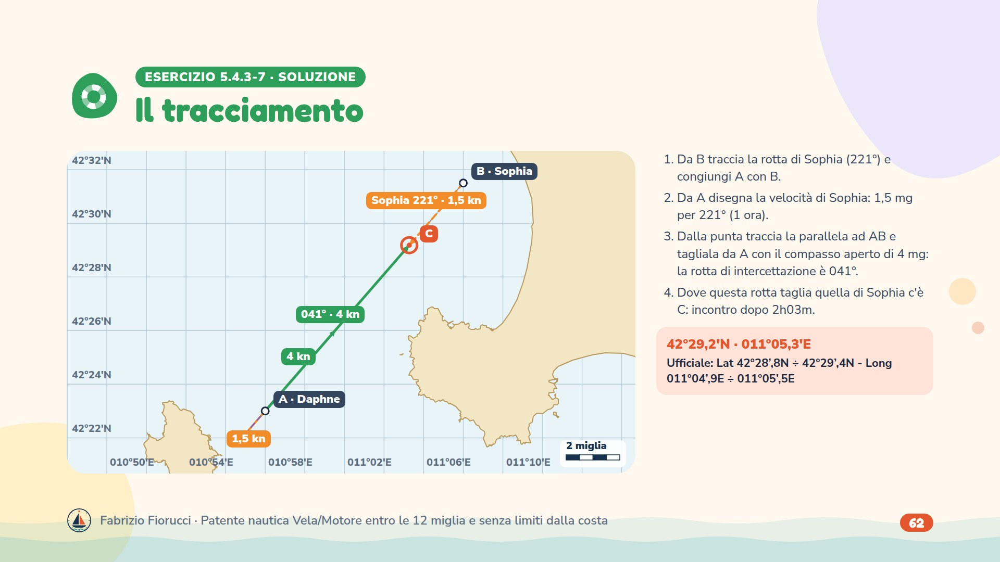 ESERCIZIO 5.4.3-7 · SOLUZIONE
Il tracciamento
42°32'N
42°30'N
42°28'N
42°26'N
42°24'N
42°22'N
010°50'E
010°54'E
010°58'E
011°02'E
011°06'E
011°10'E
B · Sophia
Sophia 221° · 1,5 kn
C
041° · 4 kn
4 kn
A · Daphne
1,5 kn
2 miglia
1. Da B traccia la rotta di Sophia (221°) e
congiungi A con B.
2. Da A disegna la velocità di Sophia: 1,5 mg
per 221° (1 ora).
3. Dalla punta traccia la parallela ad AB e
tagliala da A con il compasso aperto di 4 mg:
la rotta di intercettazione è 041°.
4. Dove questa rotta taglia quella di Sophia c'è
C: incontro dopo 2h03m.
42°29,2'N · 011°05,3'E
Ufficiale: Lat 42°28’,8N ÷ 42°29’,4N - Long
011°04’,9E ÷ 011°05’,5E
Fabrizio Fiorucci · Patente nautica Vela/Motore entro le 12 miglia e senza limiti dalla costa
62